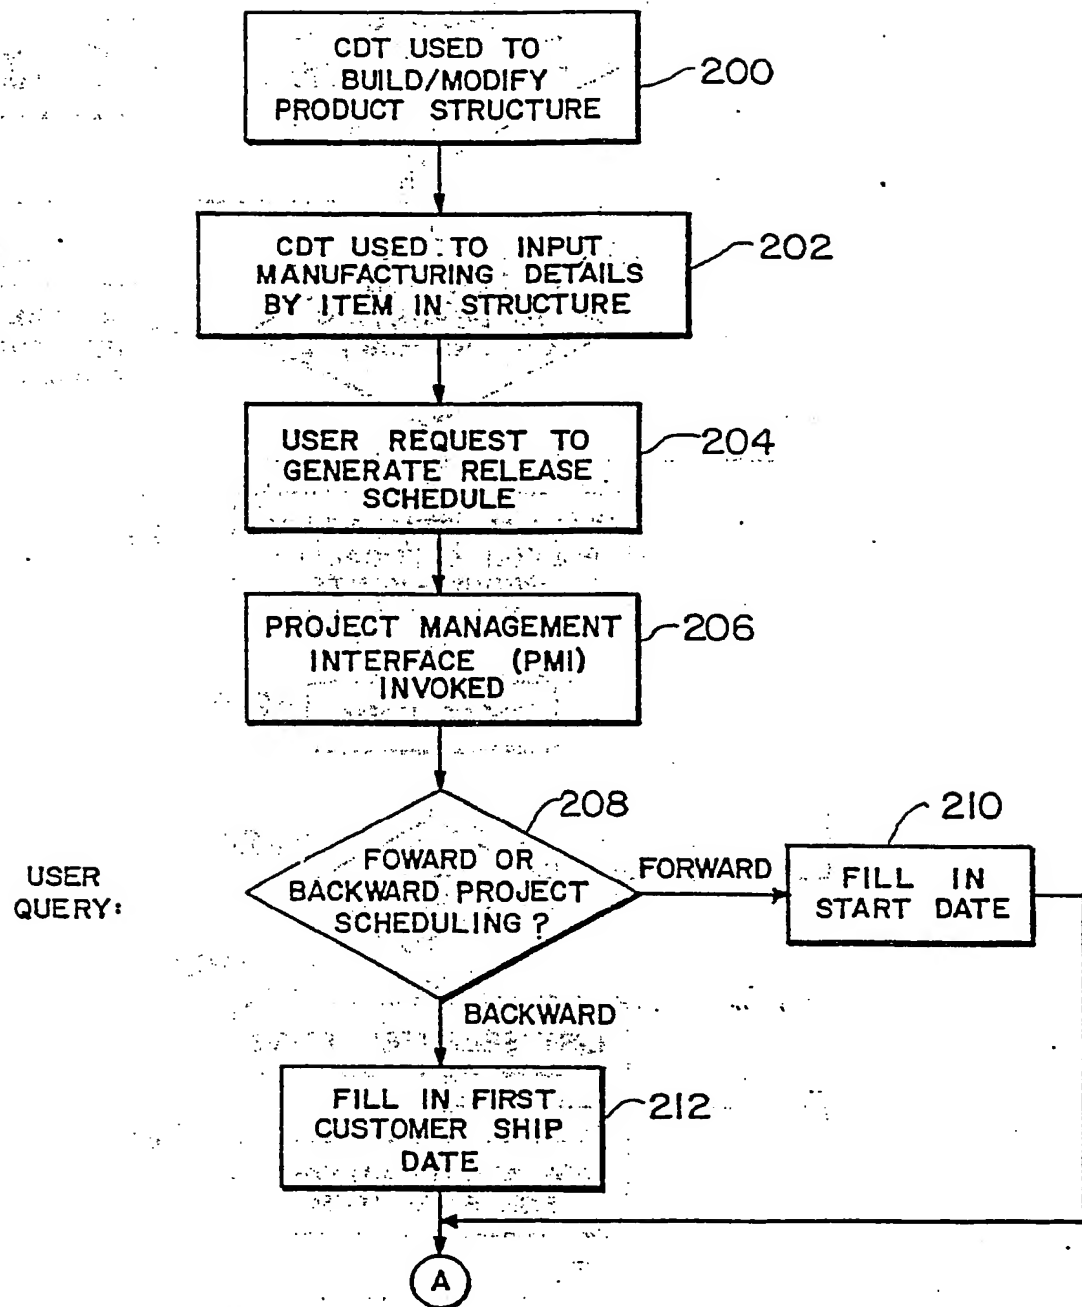 CDT USED TO
BUILD/MODIFY
PRODUCT STRUCTURE
200
CDT USED TO INPUT
MANUFACTURING DETAILS
BY ITEM IN STRUCTURE
202
USER REQUEST TO
GENERATE RELEASE
SCHEDULE
204
PROJECT MANAGEMENT
INTERFACE (PMI)
INVOKED
206
USER
QUERY:
FOWARD OR
BACKWARD PROJECT
SCHEDULING ?
208
FORWARD
FILL IN
START DATE
210
BACKWARD
FILL IN FIRST
CUSTOMER SHIP
DATE
212
A